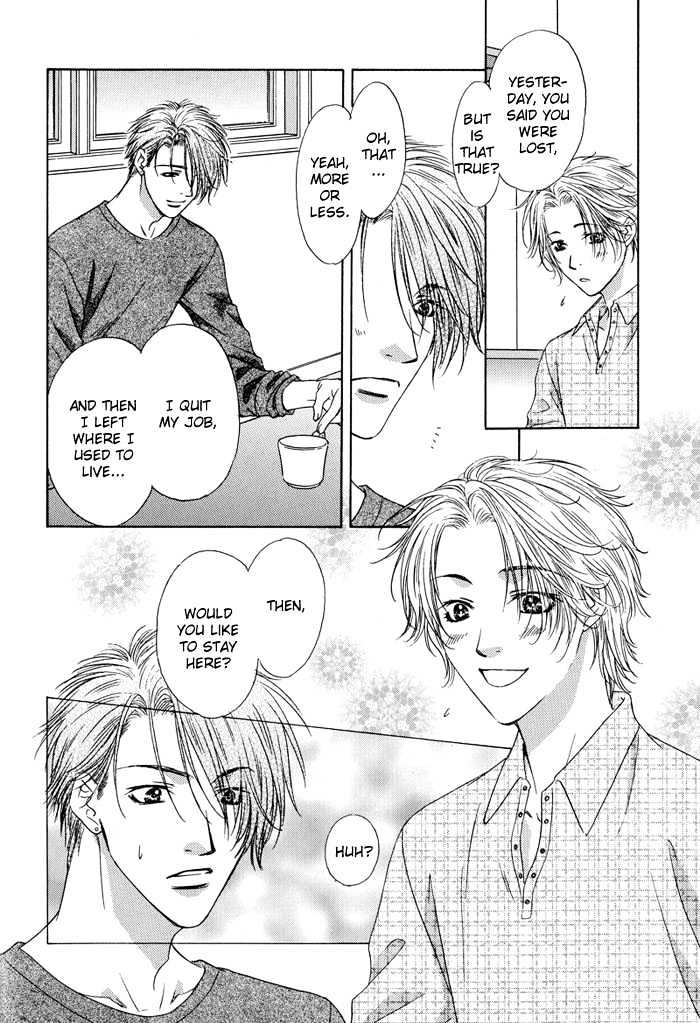 YESTER-
DAY, YOU
SAID YOU
WERE
LOST,
BUT
IS
THAT
TRUE?
OH,
THAT
...
YEAH,
MORE
OR
LESS.
I QUIT
MY JOB,
AND THEN
I LEFT
WHERE I
USED TO
LIVE...
THEN,
WOULD
YOU LIKE
TO STAY
HERE?
HUH?